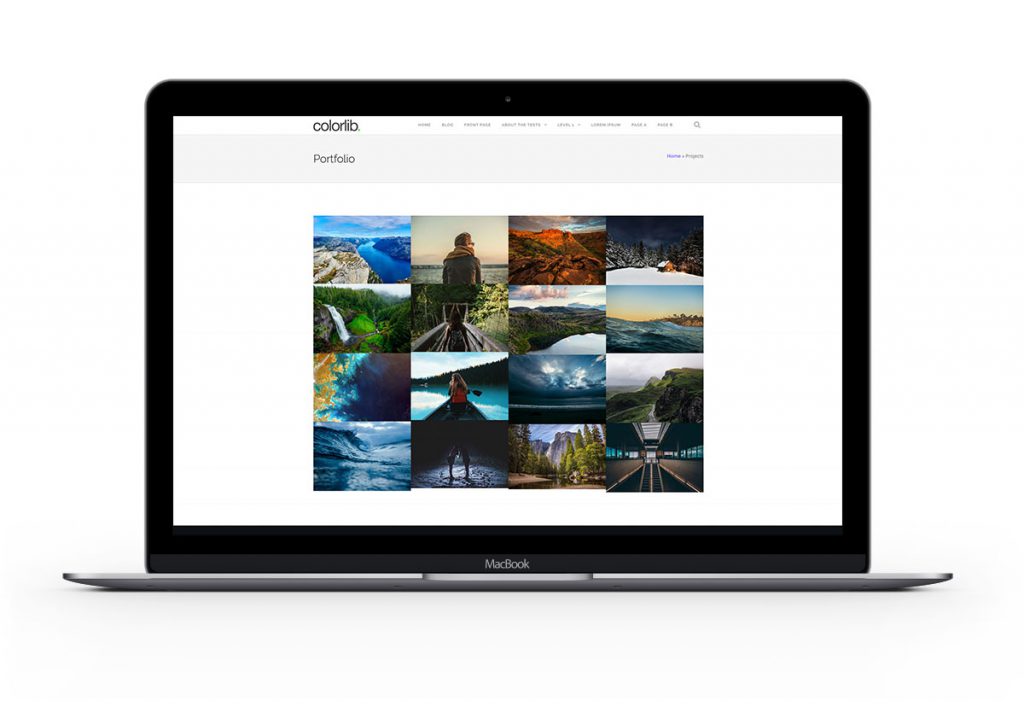 colorlib. HOME BLOG FRONT PAGE ABOUT THE TESTS LEVEL 1 LOREM IPSUM PAGE A PAGE B
Portfolio Home » Projects
MacBook